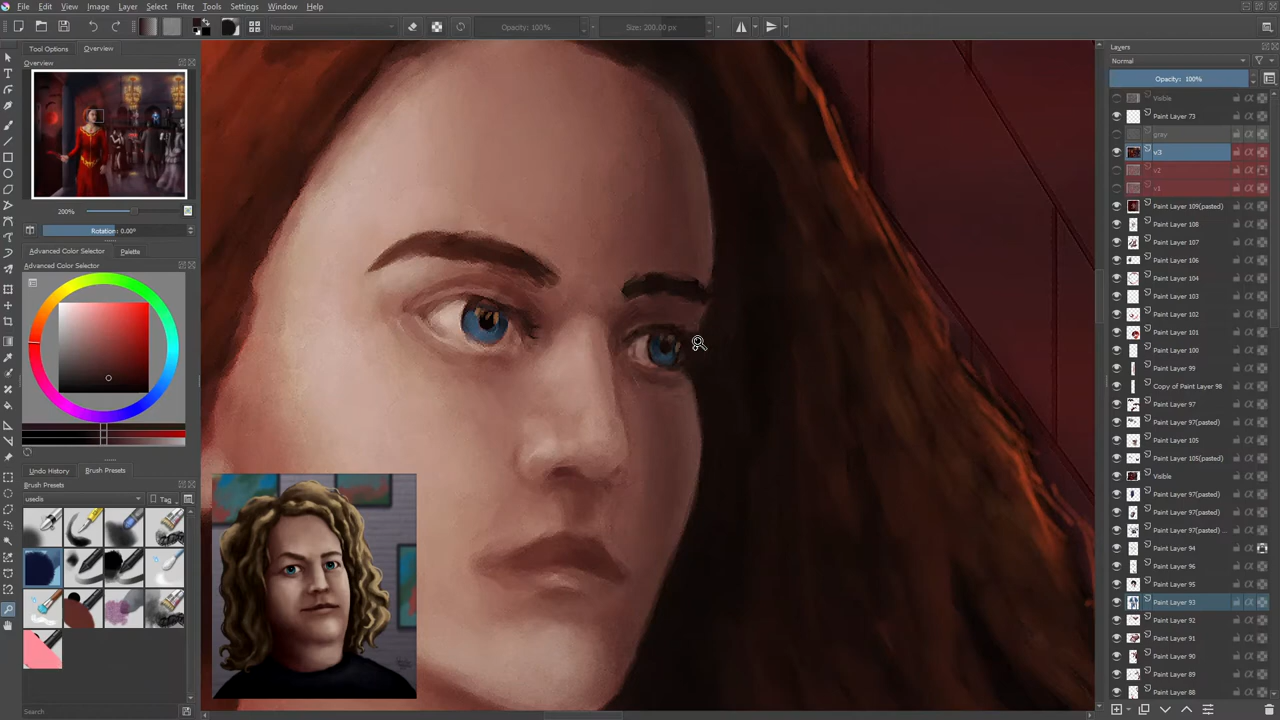 File Edit View Image Layer Select Filter Tools Settings Window Help
Normal
Opacity: 100%
Size: 200.00 px
Tool Options Overview
Overview
200%
Rotation: 0.00°
Advanced Color Selector Palette
Advanced Color Selector
Undo History Brush Presets
Brush Presets
usedis
Tag
Search
Layers
Normal
Opacity: 100%
Visible
Paint Layer 73
gray
v3
v2
v1
Paint Layer 109(pasted)
Paint Layer 108
Paint Layer 107
Paint Layer 106
Paint Layer 104
Paint Layer 103
Paint Layer 102
Paint Layer 101
Paint Layer 100
Paint Layer 99
Copy of Paint Layer 98
Paint Layer 97
Paint Layer 97(pasted)
Paint Layer 105
Paint Layer 105(pasted)
Visible
Paint Layer 97(pasted)
Paint Layer 97(pasted)
Paint Layer 97(pasted) ...
Paint Layer 94
Paint Layer 96
Paint Layer 95
Paint Layer 93
Paint Layer 92
Paint Layer 91
Paint Layer 90
Paint Layer 89
Paint Layer 88